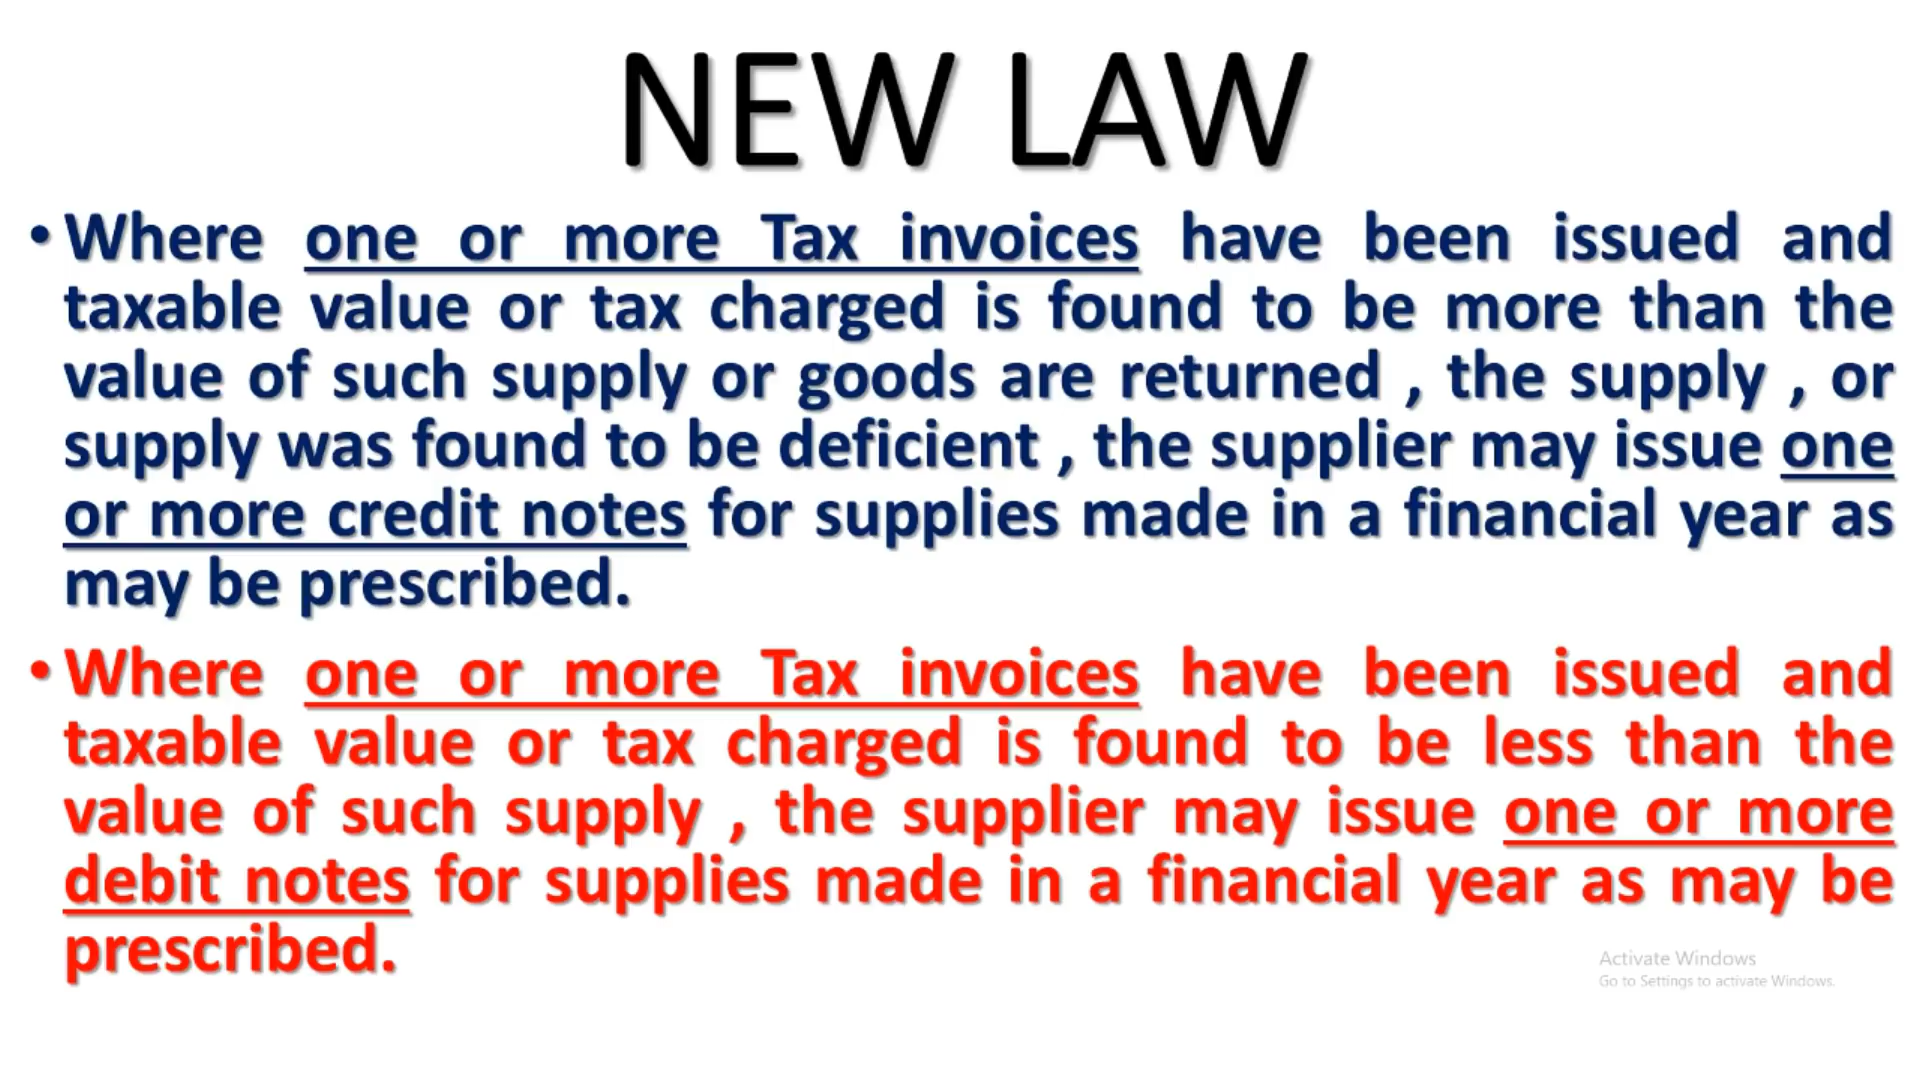 NEW LAW
• Where one or more Tax invoices have been issued and
taxable value or tax charged is found to be more than the
value of such supply or goods are returned , the supply , or
supply was found to be deficient , the supplier may issue one
or more credit notes for supplies made in a financial year as
may be prescribed.
• Where one or more Tax invoices have been issued and
taxable value or tax charged is found to be less than the
value of such supply , the supplier may issue one or more
debit notes for supplies made in a financial year as may be
prescribed.
Activate Windows
Go to Settings to activate Windows.